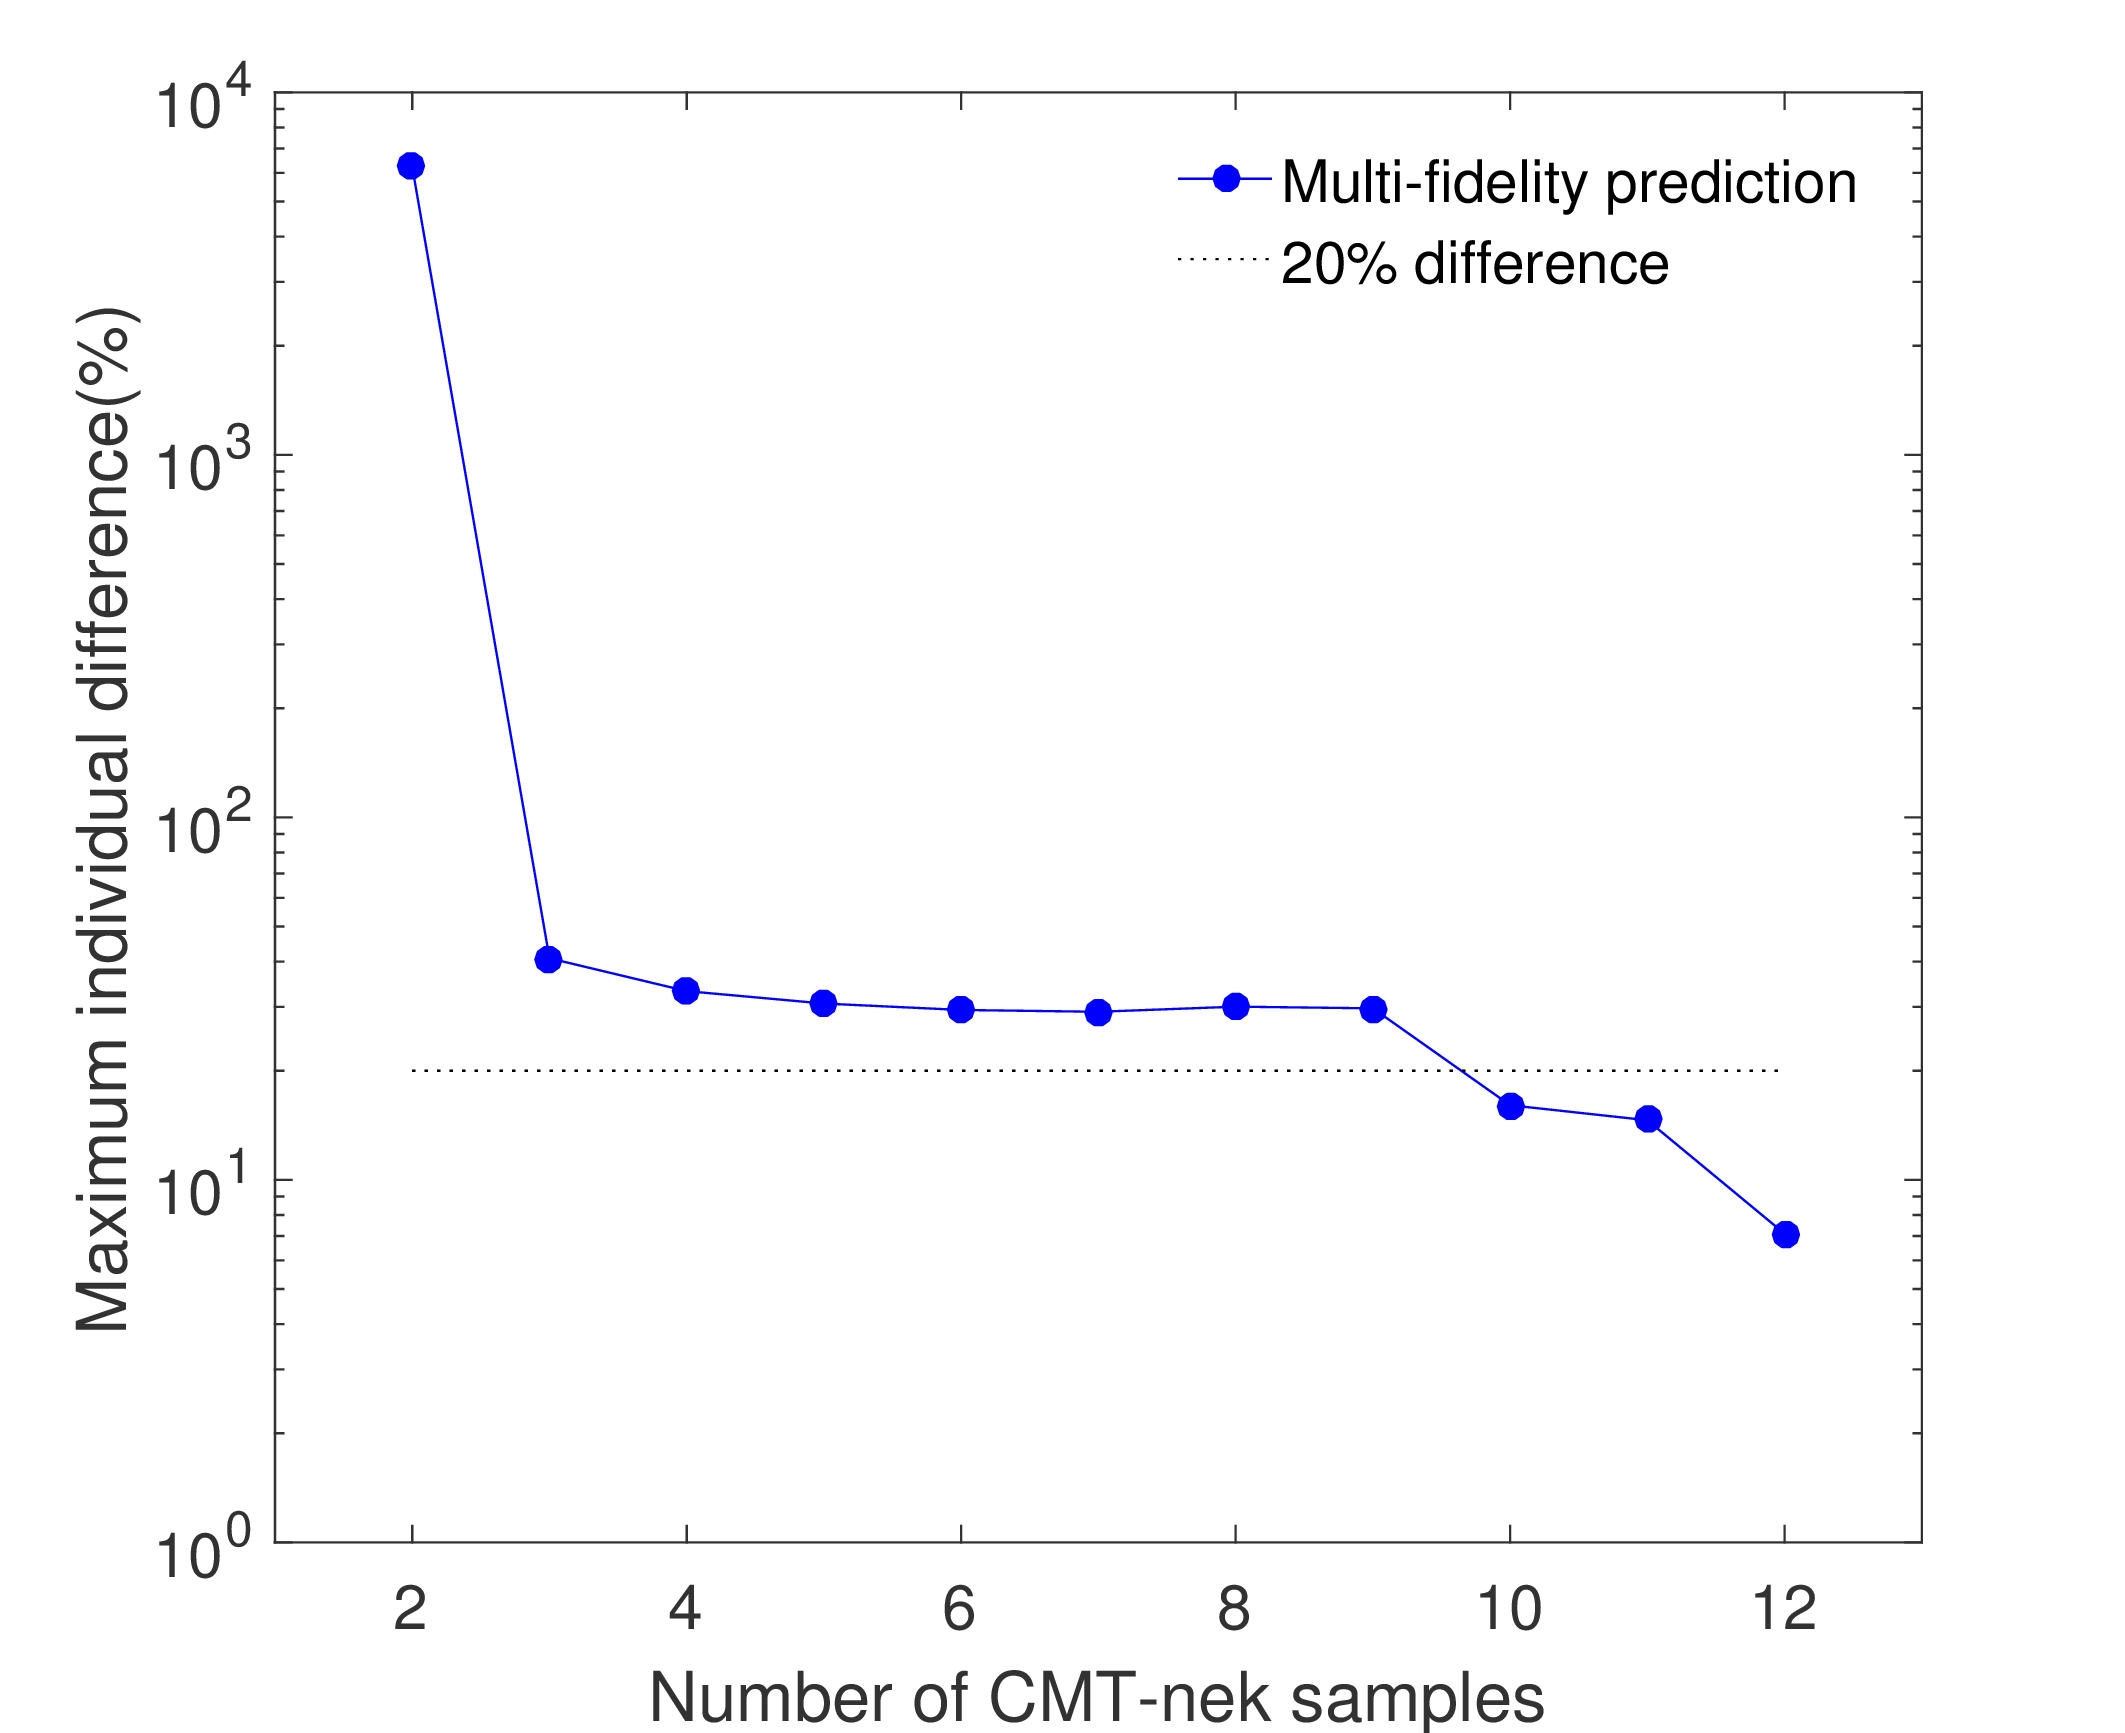 Multi-fidelity prediction
20% difference
Maximum individual difference(%)
10^4
10^3
10^2
10^1
10^0
2 4 6 8 10 12
Number of CMT-nek samples